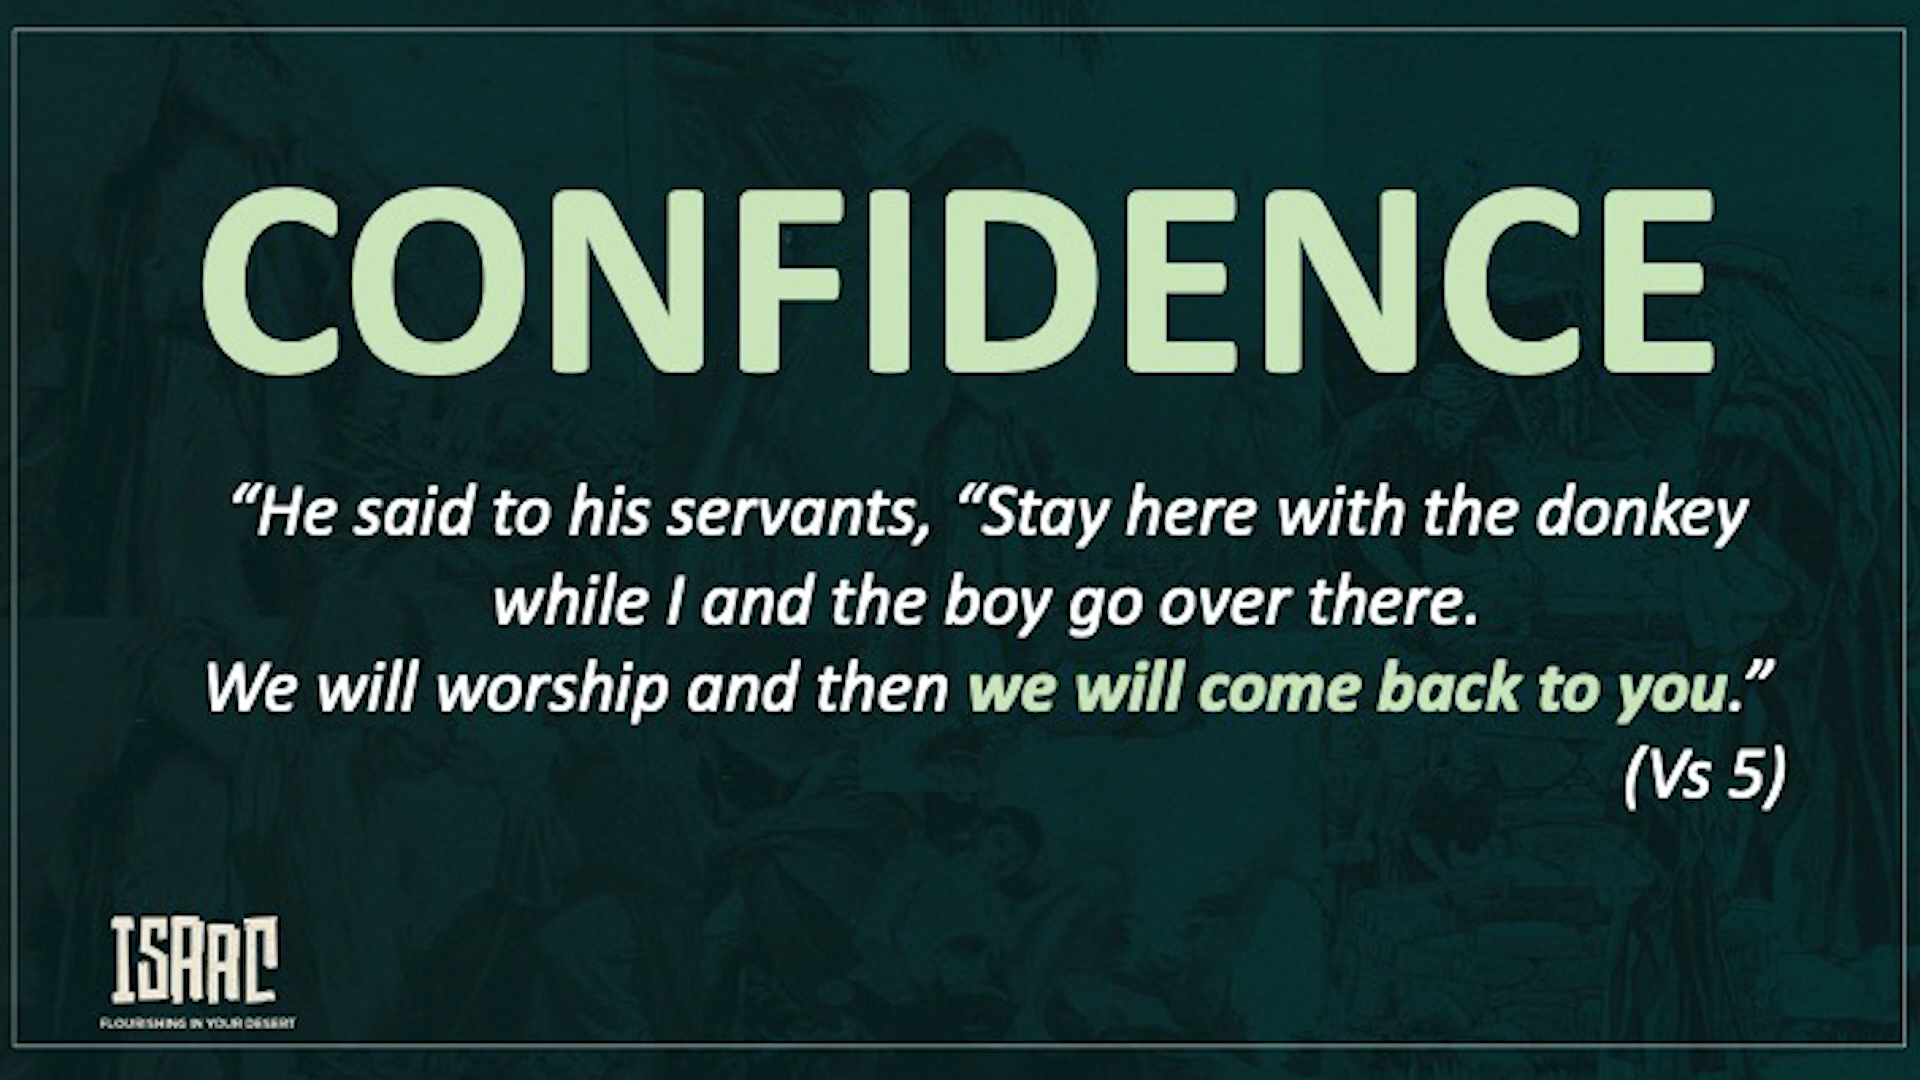 CONFIDENCE
“He said to his servants, “Stay here with the donkey
while I and the boy go over there.
We will worship and then we will come back to you.”
(Vs 5)
ISAAC
FLOURISHING IN YOUR DESERT